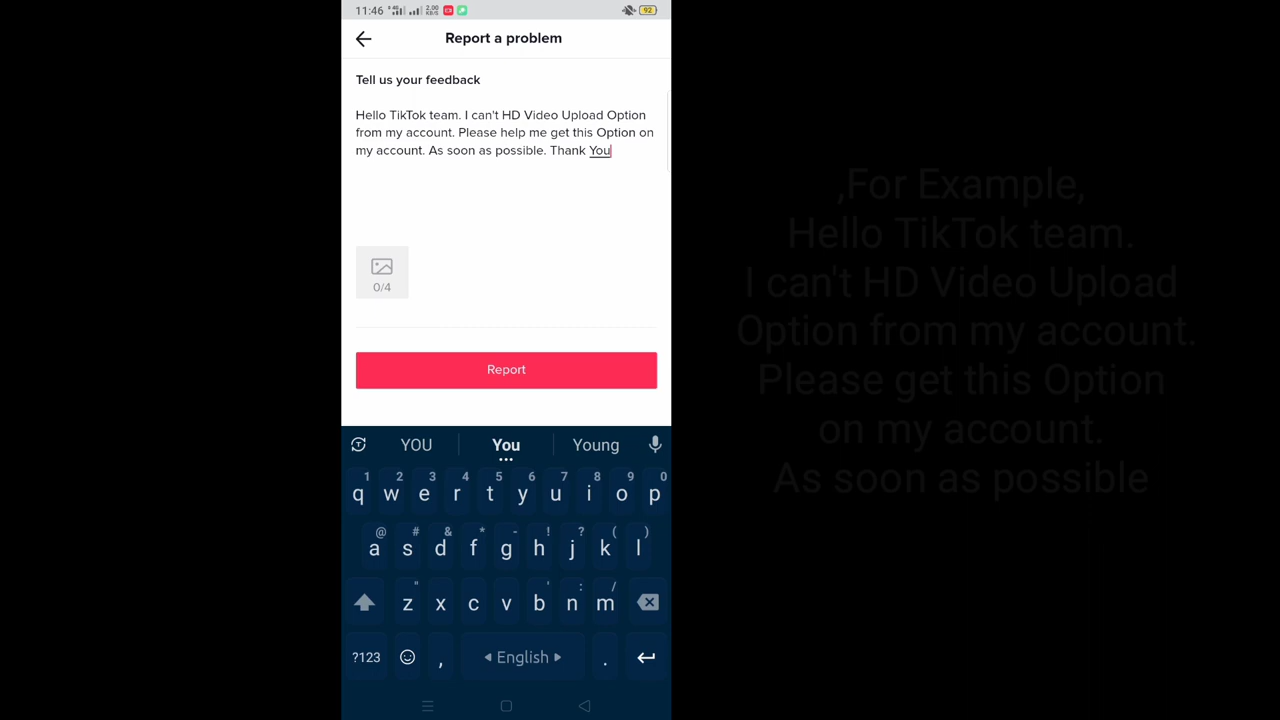 11:46 2.00 KB/S 92
Report a problem
Tell us your feedback
Hello TikTok team. I can't HD Video Upload Option
from my account. Please help me get this Option on
my account. As soon as possible. Thank You
0/4
Report
YOU You Young
1 2 3 4 5 6 7 8 9 0
q w e r t y u i o p
@ # & * - ! ? ( )
a s d f g h j k l
" ' : /
z x c v b n m
?123 , English .
,For Example,
Hello TikTok team.
I can't HD Video Upload
Option from my account.
Please get this Option
on my account.
As soon as possible